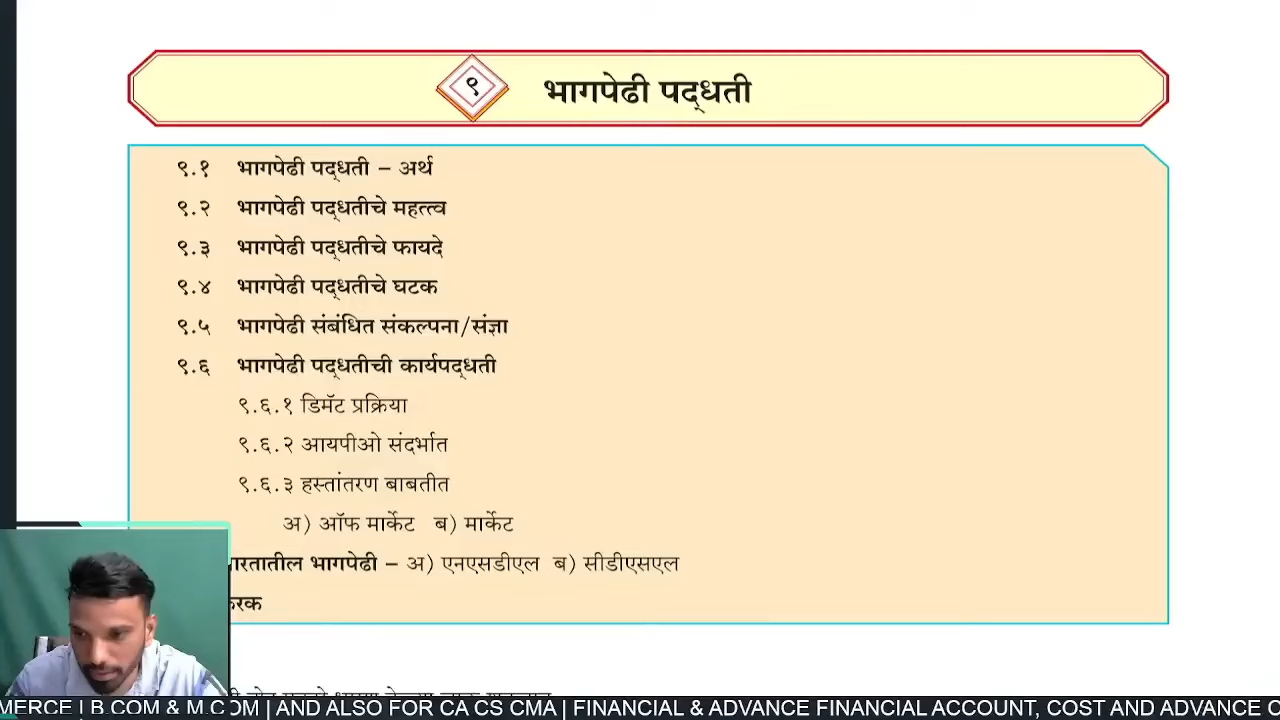 ९ भागपेढी पद्धती
९.१ भागपेढी पद्धती – अर्थ
९.२ भागपेढी पद्धतीचे महत्त्व
९.३ भागपेढी पद्धतीचे फायदे
९.४ भागपेढी पद्धतीचे घटक
९.५ भागपेढी संबंधित संकल्पना/संज्ञा
९.६ भागपेढी पद्धतीची कार्यपद्धती
९.६.१ डिमॅट प्रक्रिया
९.६.२ आयपीओ संदर्भात
९.६.३ हस्तांतरण बाबतीत
अ) ऑफ मार्केट ब) मार्केट
भागपेढी – अ) एनएसडीएल ब) सीडीएसएल
MERCE | B.COM & M.COM | AND ALSO FOR CA CS CMA | FINANCIAL & ADVANCE FINANCIAL ACCOUNT, COST AND ADVANCE C